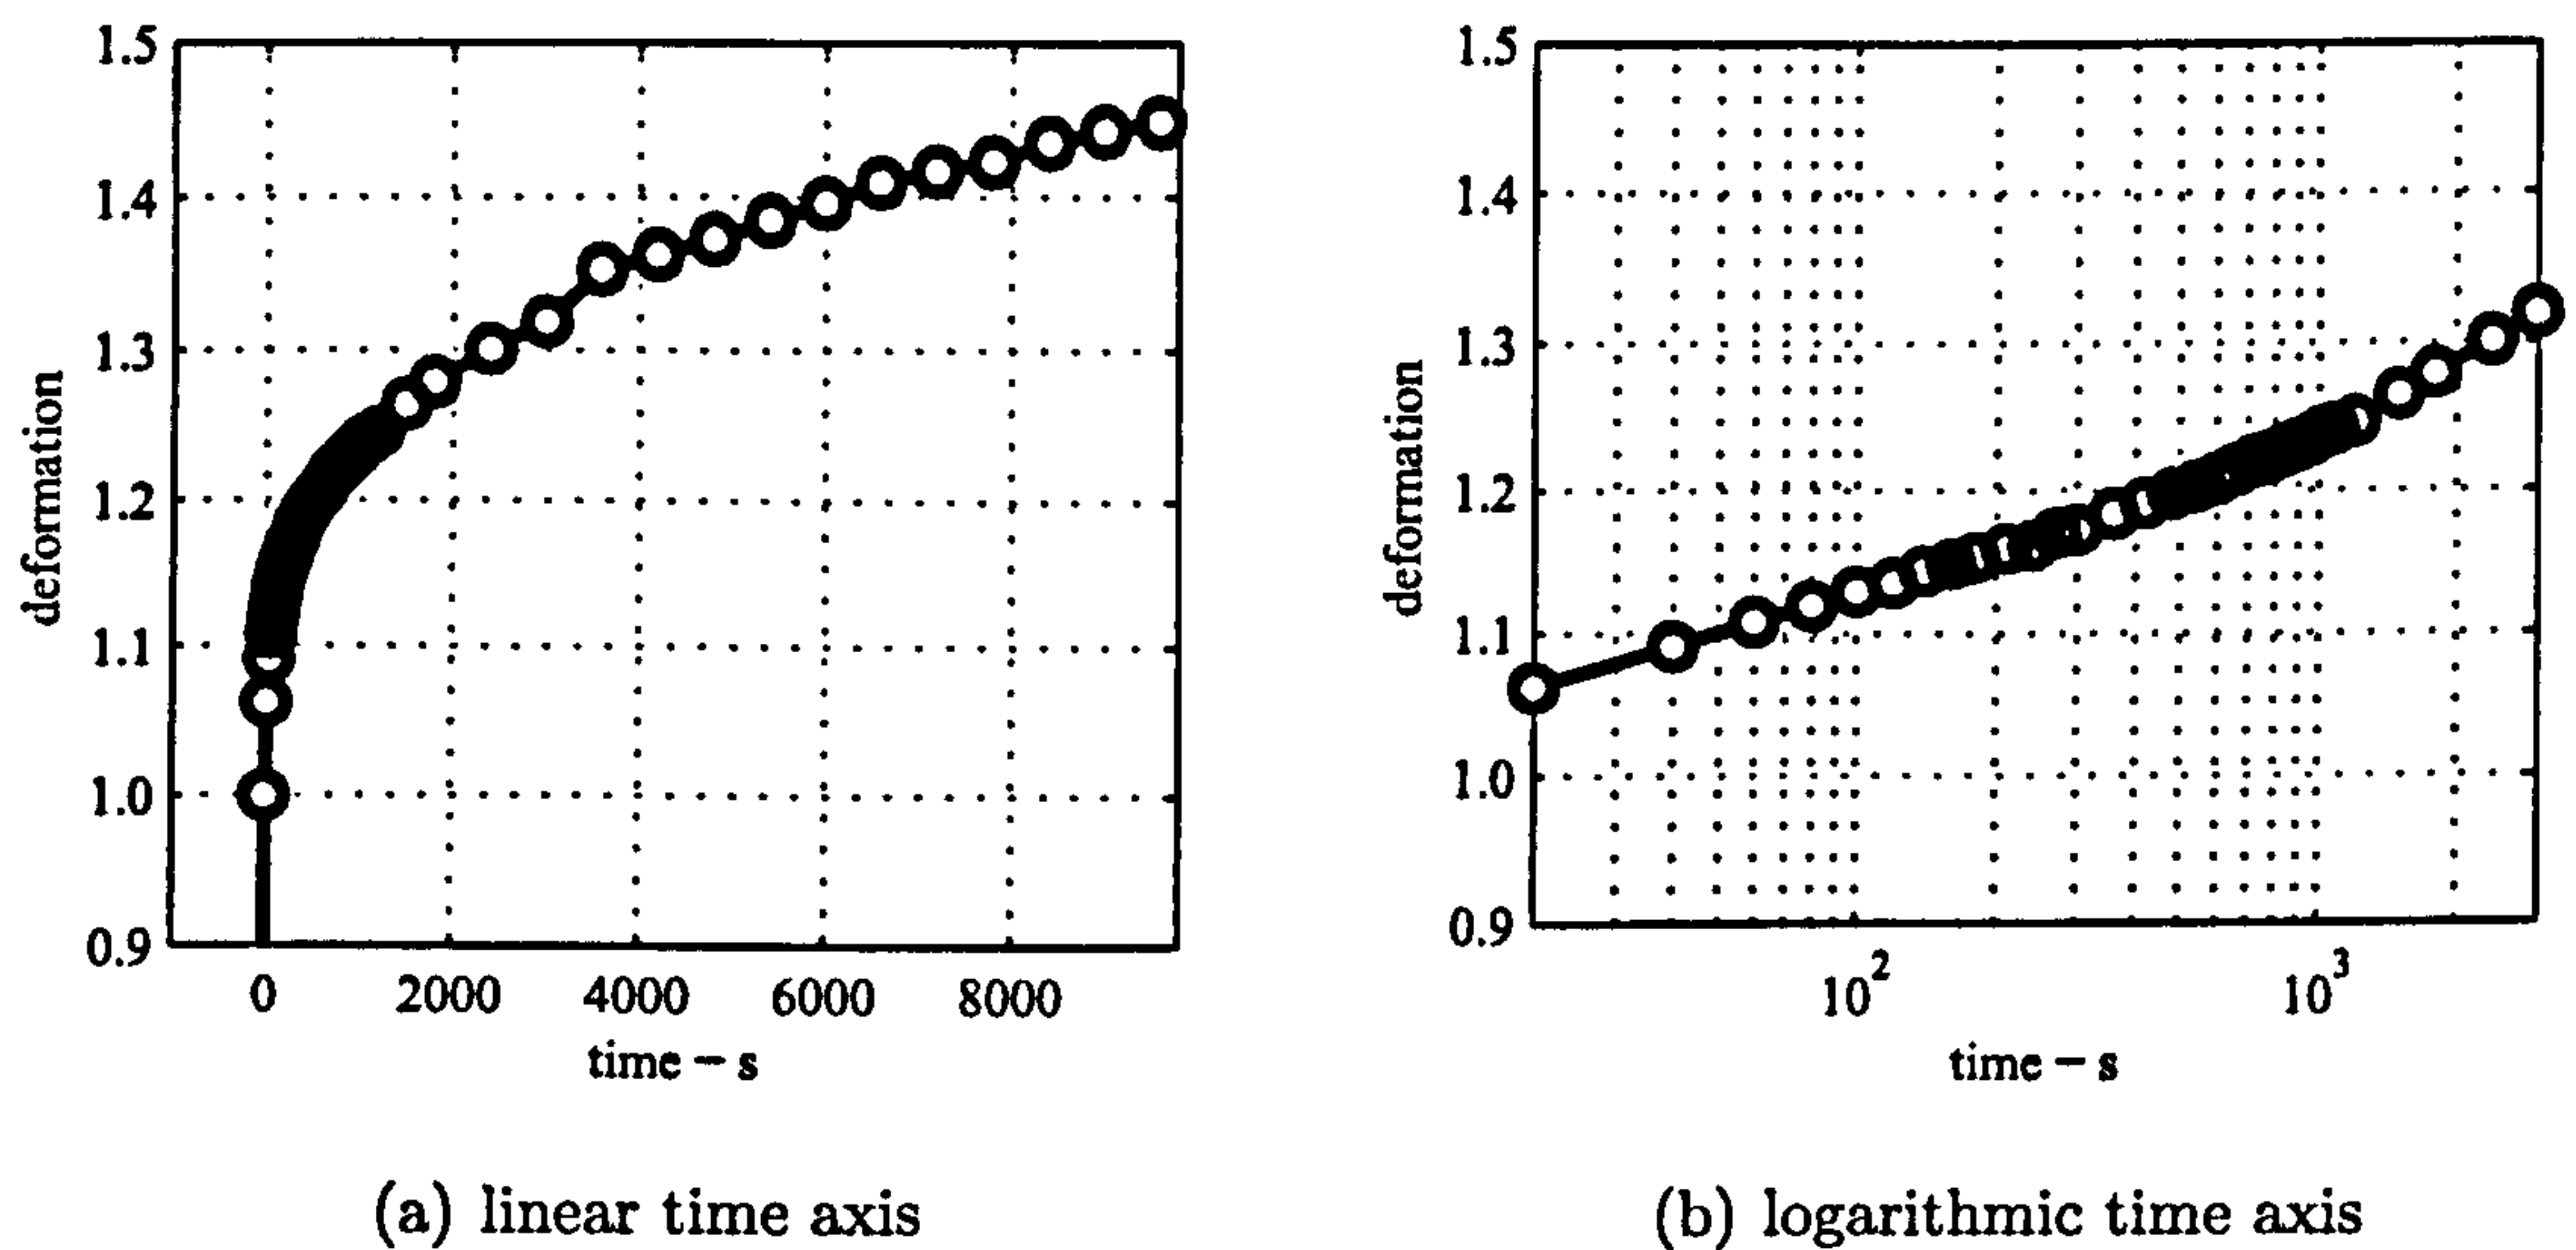 1.5
1.4
1.3
1.2
1.1
1.0
0.9
deformation
0 2000 4000 6000 8000
time – s
(a) linear time axis
1.5
1.4
1.3
1.2
1.1
1.0
0.9
deformation
10² 10³
time – s
(b) logarithmic time axis